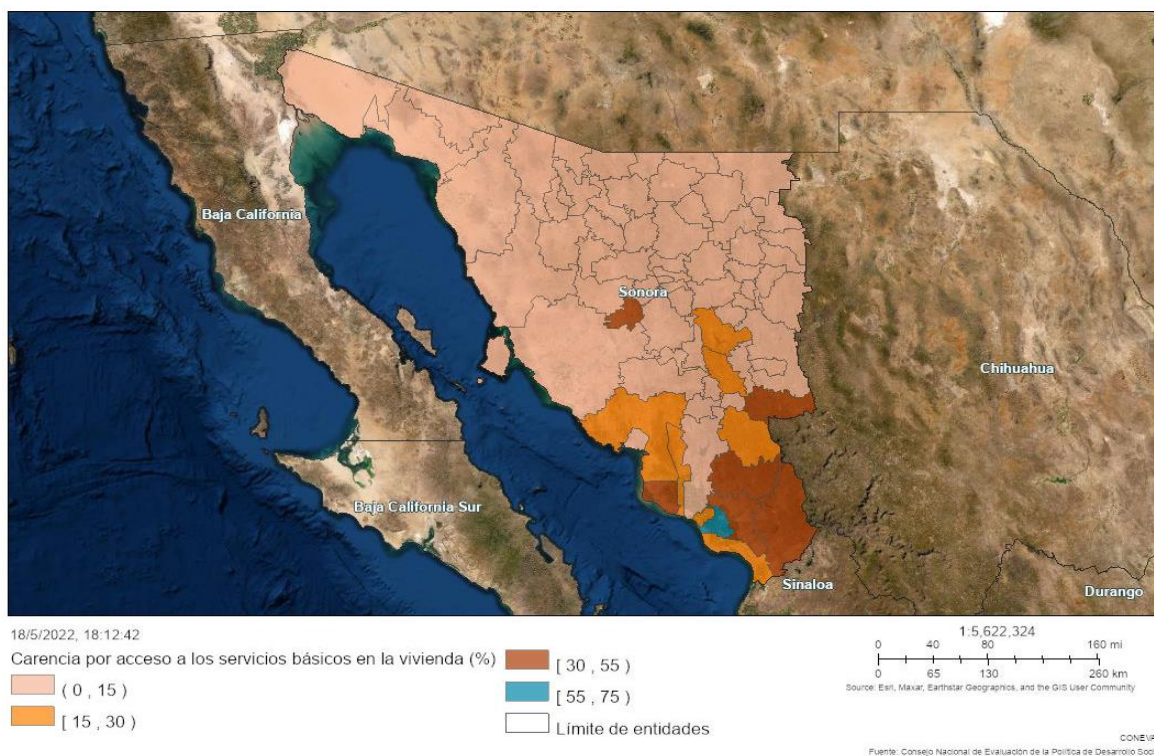 Baja California
Sonora
Chihuahua
Baja California Sur
Sinaloa
Durango
18/5/2022, 18:12:42
Carencia por acceso a los servicios básicos en la vivienda (%)
( 0 , 15 )
[ 15 , 30 )
[ 30 , 55 )
[ 55 , 75 )
Límite de entidades
1:5,622,324
0 40 80 160 mi
0 65 130 260 km
Source: Esri, Maxar, Earthstar Geographics, and the GIS User Community
CONEVA
Fuente: Consejo Nacional de Evaluación de la Política de Desarrollo Soci